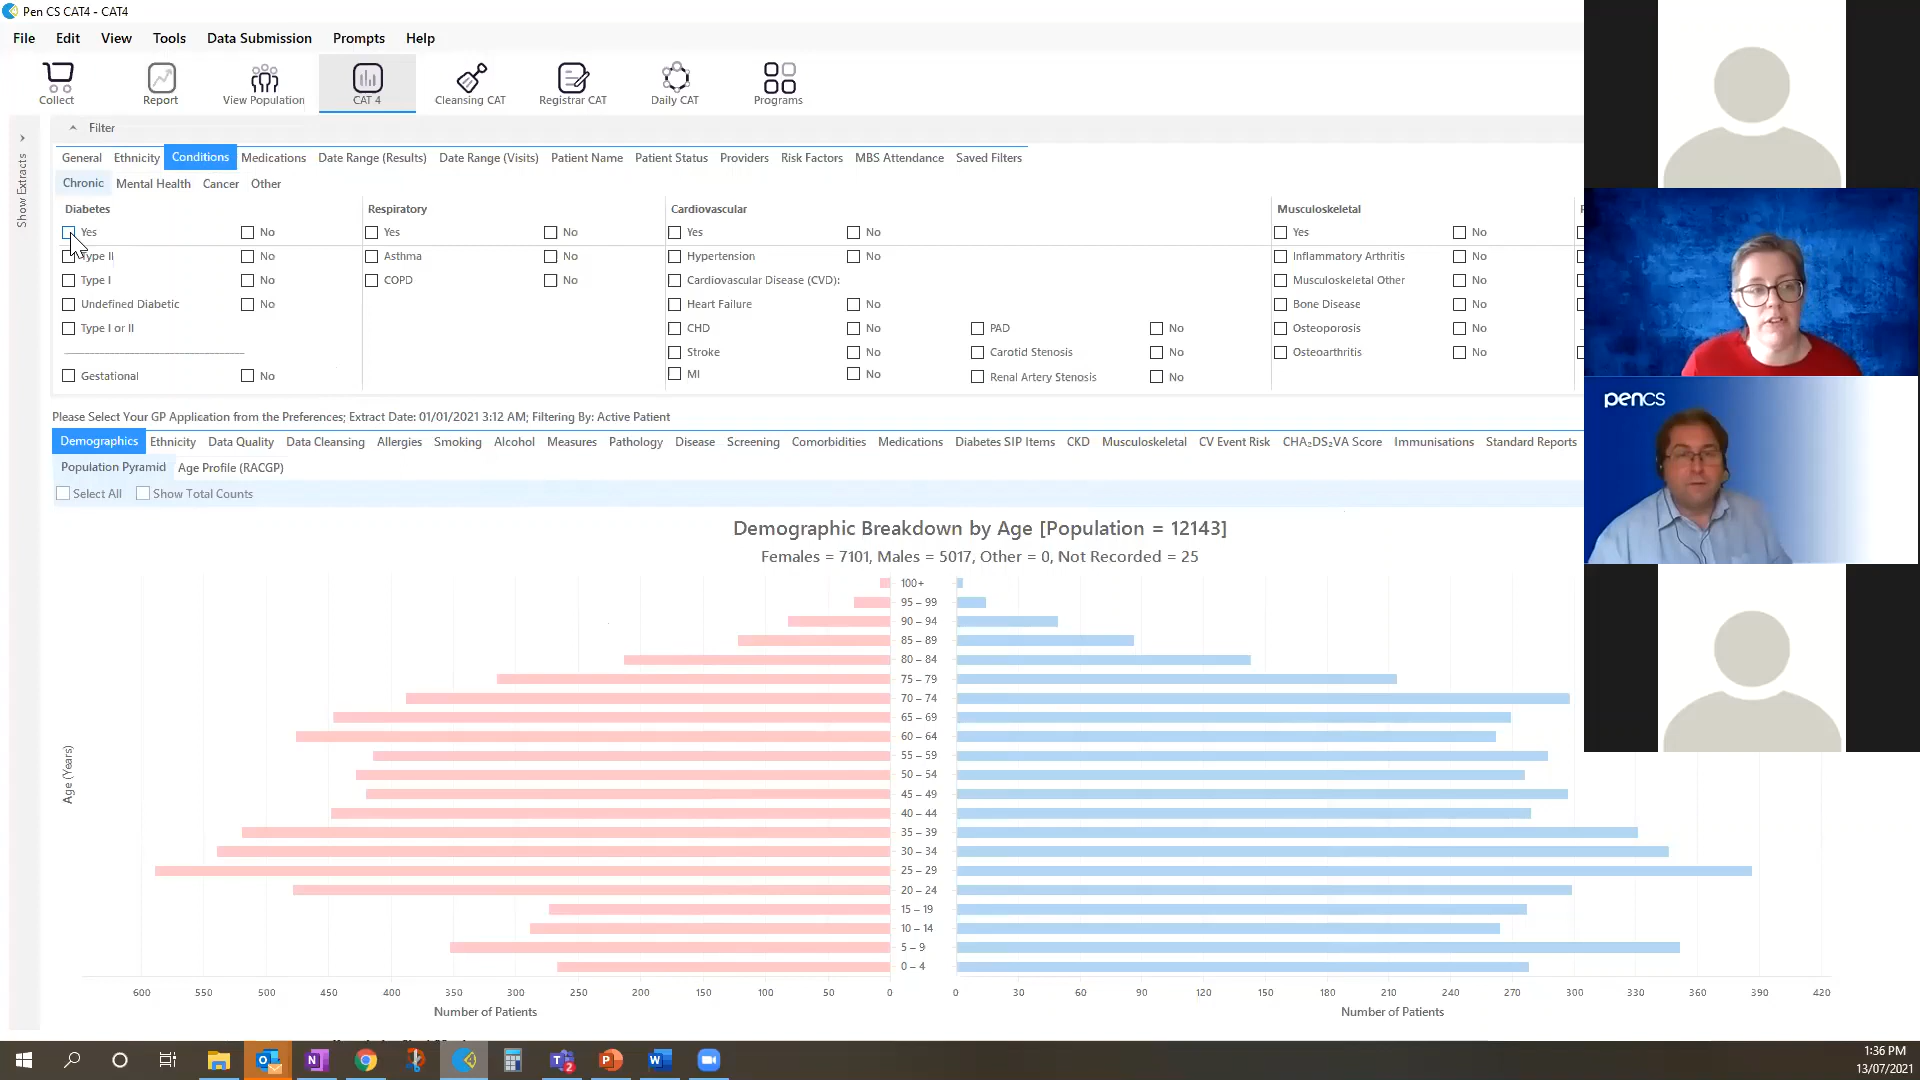 Pen CS CAT4 - CAT4
File Edit View Tools Data Submission Prompts Help
Collect Report View Population CAT 4 Cleansing CAT Registrar CAT Daily CAT Programs
Show Extracts
Filter
General Ethnicity Conditions Medications Date Range (Results) Date Range (Visits) Patient Name Patient Status Providers Risk Factors MBS Attendance Saved Filters
Chronic Mental Health Cancer Other
Diabetes Respiratory Cardiovascular Musculoskeletal
Yes No Yes No Yes No Yes No
Type II No Asthma No Hypertension No Inflammatory Arthritis No
Type I No COPD No Cardiovascular Disease (CVD): Musculoskeletal Other No
Undefined Diabetic No Heart Failure No Bone Disease No
Type I or II CHD No PAD No Osteoporosis No
Stroke No Carotid Stenosis No Osteoarthritis No
Gestational No MI No Renal Artery Stenosis No
Please Select Your GP Application from the Preferences; Extract Date: 01/01/2021 3:12 AM; Filtering By: Active Patient
Demographics Ethnicity Data Quality Data Cleansing Allergies Smoking Alcohol Measures Pathology Disease Screening Comorbidities Medications Diabetes SIP Items CKD Musculoskeletal CV Event Risk CHA₂DS₂VA Score Immunisations Standard Reports
Population Pyramid Age Profile (RACGP)
Select All Show Total Counts
Demographic Breakdown by Age [Population = 12143]
Females = 7101, Males = 5017, Other = 0, Not Recorded = 25
Age (Years)
100+
95 – 99
90 – 94
85 – 89
80 – 84
75 – 79
70 – 74
65 – 69
60 – 64
55 – 59
50 – 54
45 – 49
40 – 44
35 – 39
30 – 34
25 – 29
20 – 24
15 – 19
10 – 14
5 – 9
0 – 4
600 550 500 450 400 350 300 250 200 150 100 50 0 0 30 60 90 120 150 180 210 240 270 300 330 360 390 420
Number of Patients Number of Patients
pencs
2
1:36 PM
13/07/2021